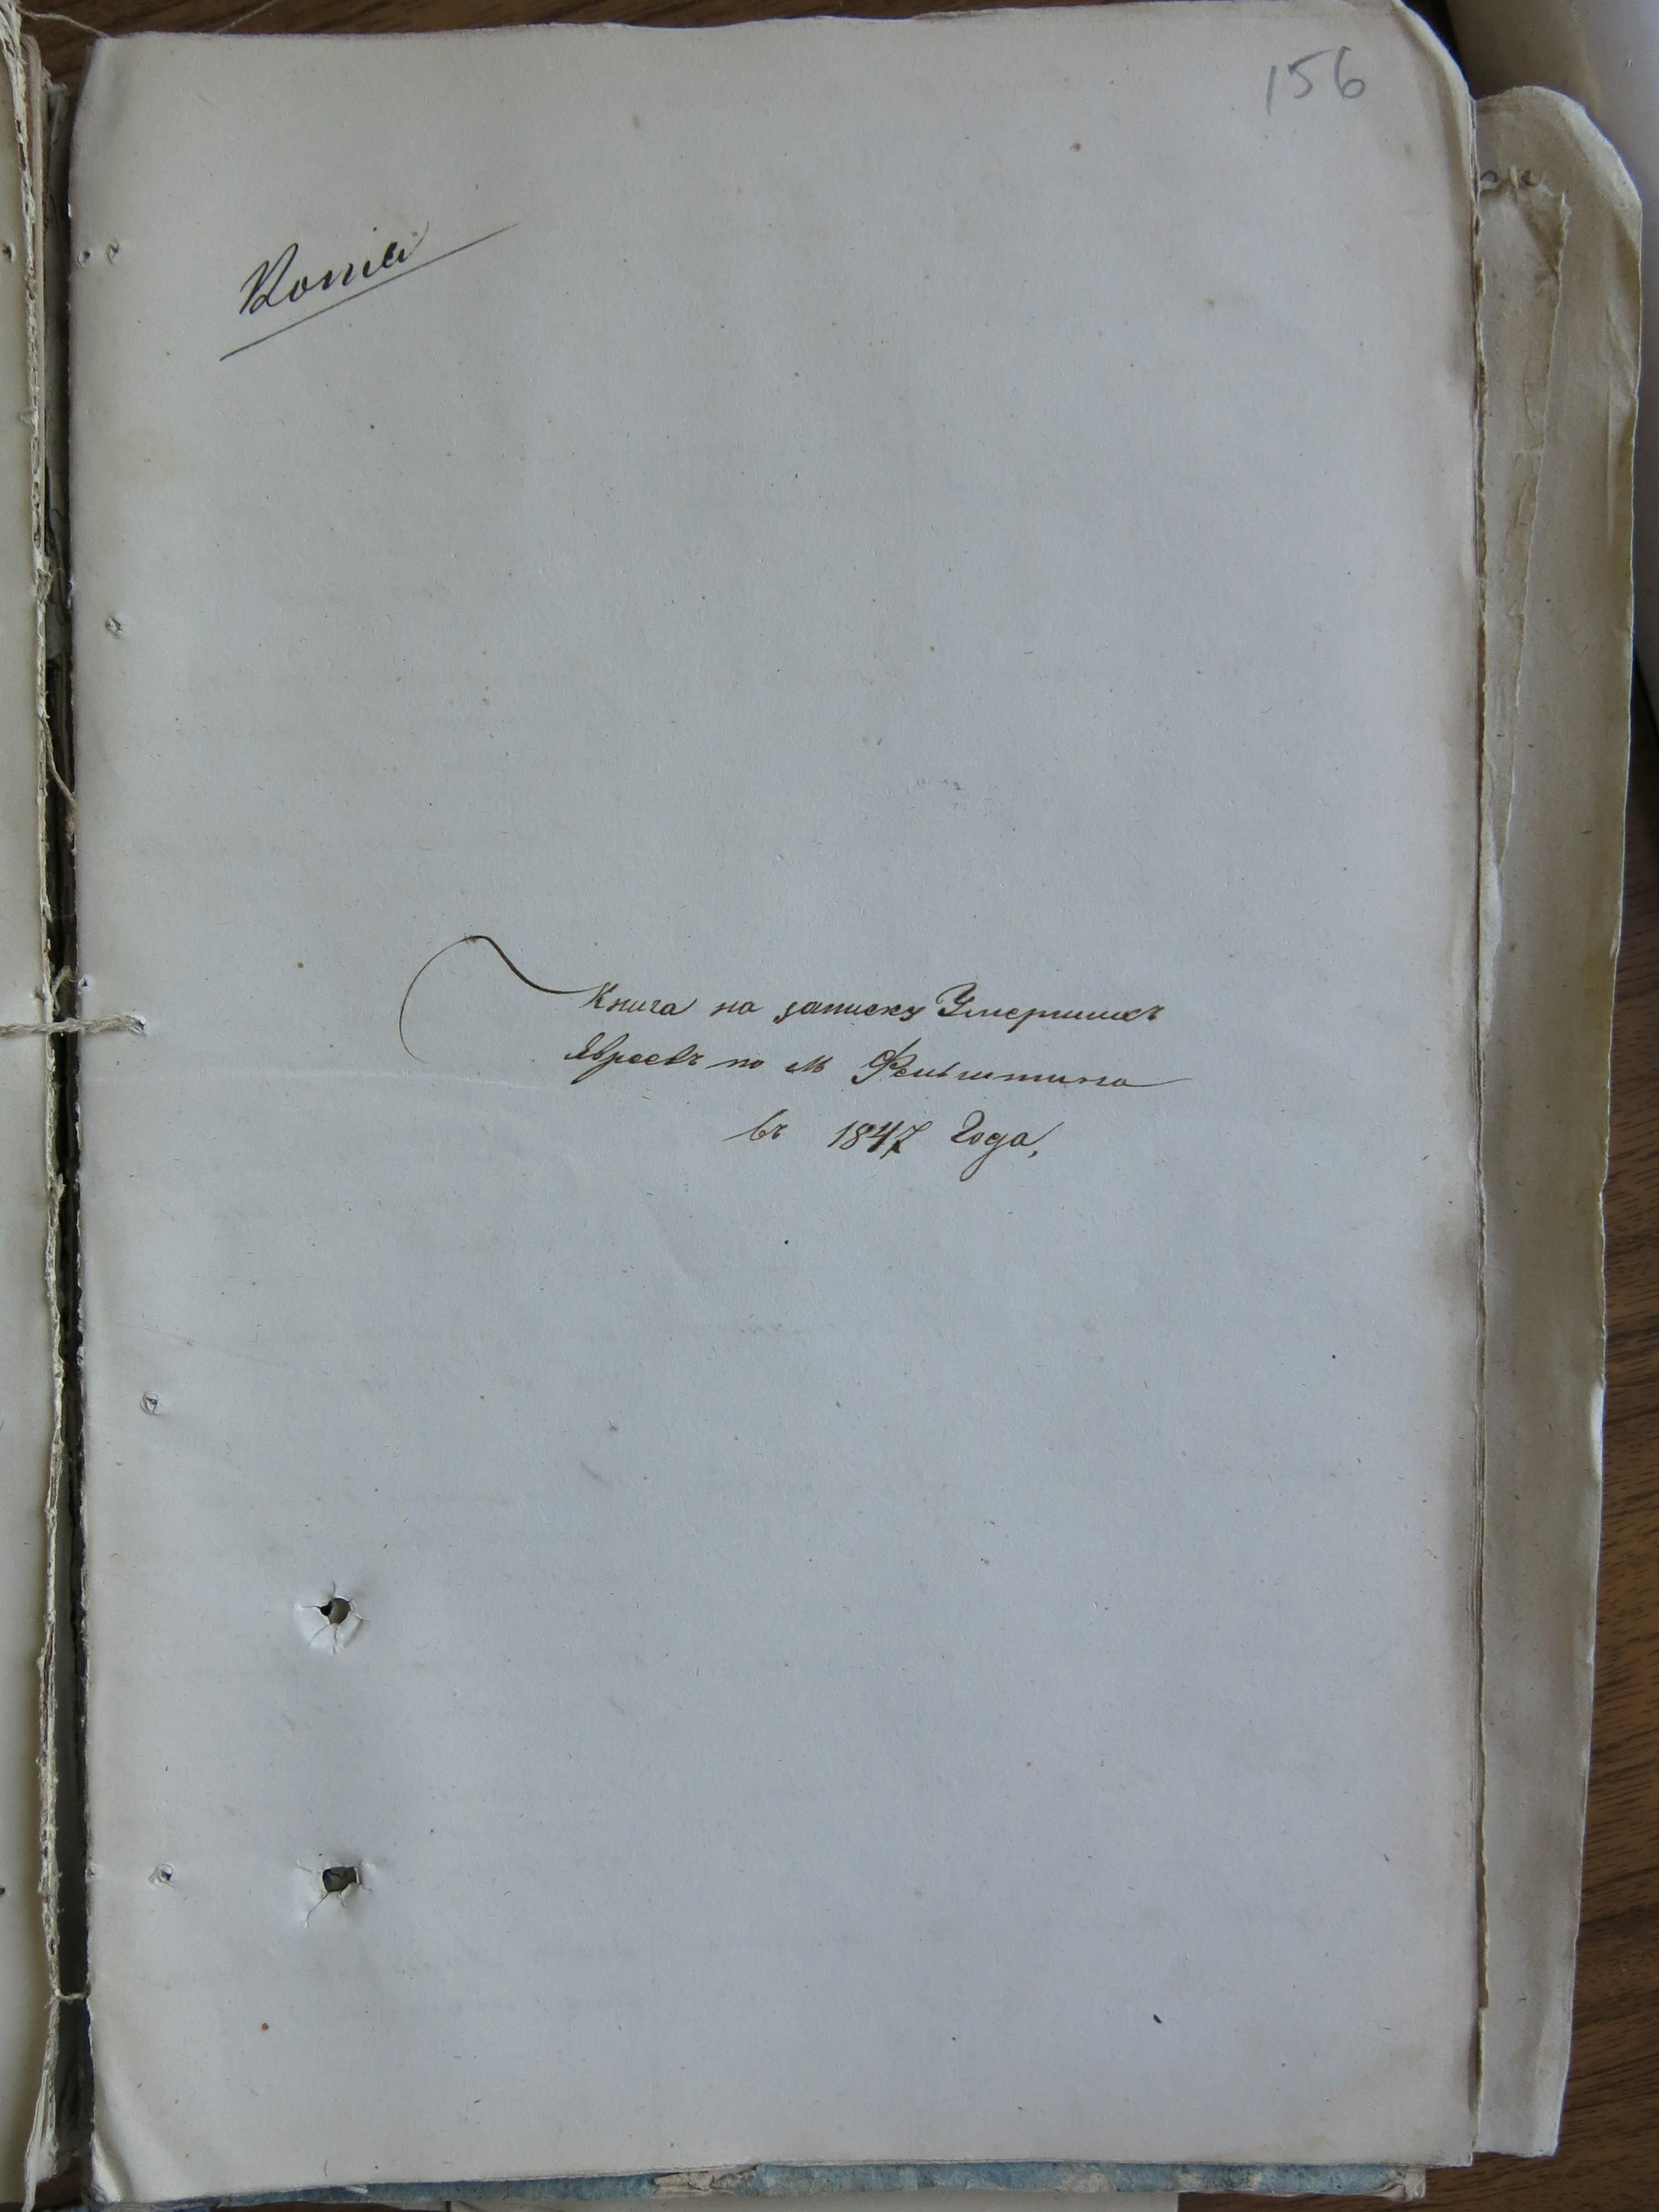 156
Копія
Книга на записку Умершихъ
Евреевъ по м Фельштина
въ 1847 Года,